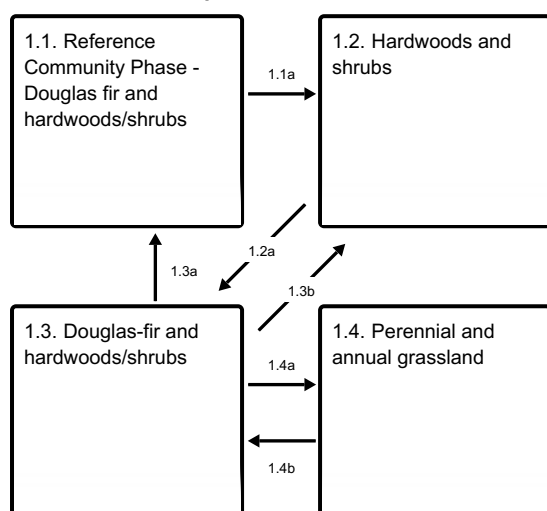 1.1. Reference
Community Phase -
Douglas fir and
hardwoods/shrubs
1.1a
1.2. Hardwoods and
shrubs
1.2a
1.3a
1.3b
1.3. Douglas-fir and
hardwoods/shrubs
1.4a
1.4b
1.4. Perennial and
annual grassland